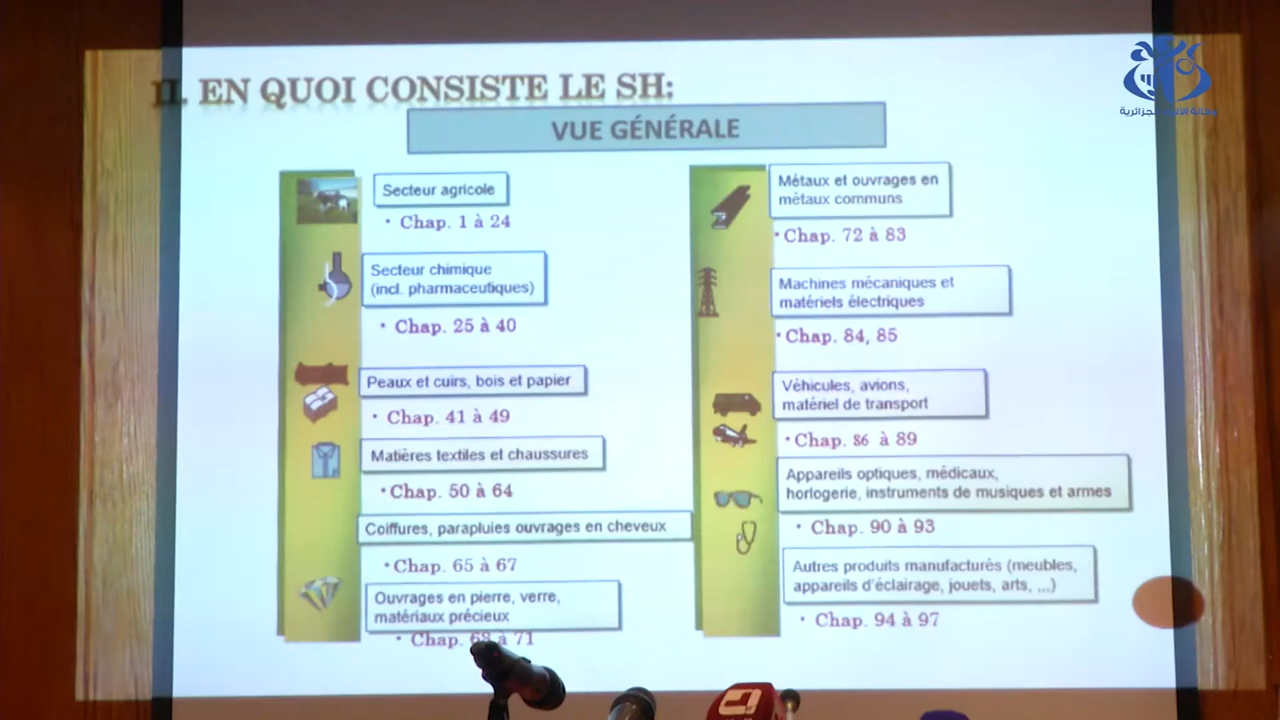 II. EN QUOI CONSISTE LE SH:
VUE GÉNÉRALE
Secteur agricole
• Chap. 1 à 24
Secteur chimique
(incl. pharmaceutiques)
• Chap. 25 à 40
Peaux et cuirs, bois et papier
• Chap. 41 à 49
Matières textiles et chaussures
• Chap. 50 à 64
Coiffures, parapluies ouvrages en cheveux
• Chap. 65 à 67
Ouvrages en pierre, verre,
matériaux précieux
• Chap. 68 à 71
Métaux et ouvrages en
métaux communs
• Chap. 72 à 83
Machines mécaniques et
matériels électriques
• Chap. 84, 85
Véhicules, avions,
matériel de transport
• Chap. 86 à 89
Appareils optiques, médicaux,
horlogerie, instruments de musiques et armes
• Chap. 90 à 93
Autres produits manufacturés (meubles,
appareils d'éclairage, jouets, arts, ...)
• Chap. 94 à 97